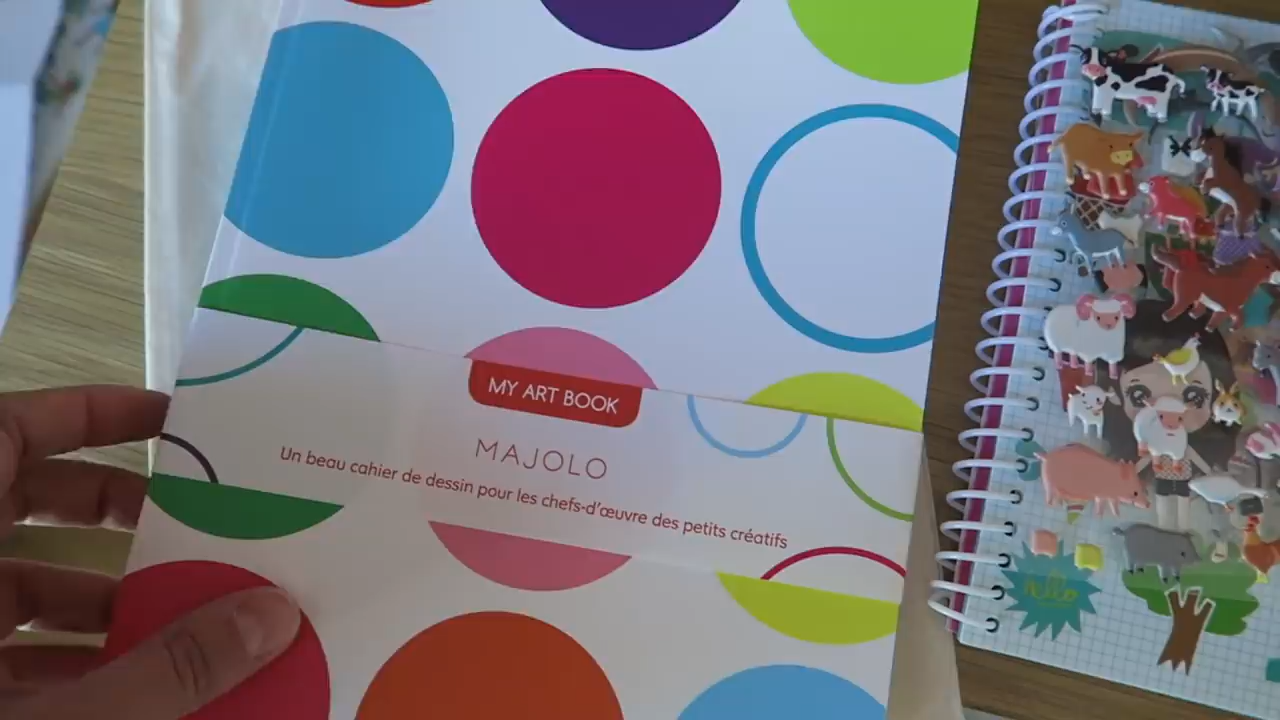 MY ART BOOK
MAJOLO
Un beau cahier de dessin pour les chefs-d'œuvre des petits créatifs